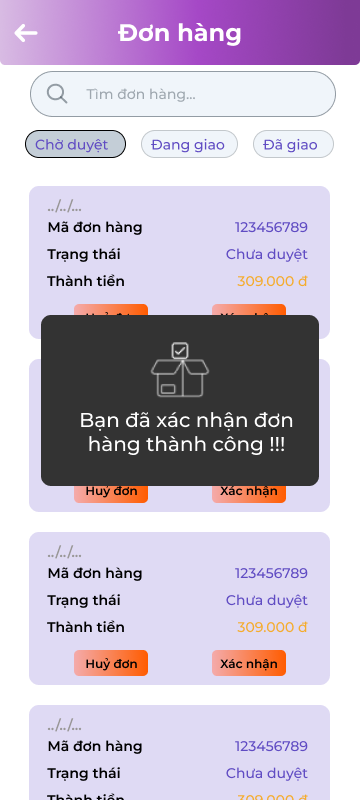 Đơn hàng
Tìm đơn hàng...
Chờ duyệt
Đang giao
Đã giao
../../...
Mã đơn hàng 123456789
Trạng thái Chưa duyệt
Thành tiền 309.000 đ
Bạn đã xác nhận đơn
hàng thành công !!!
Huỷ đơn Xác nhận
../../...
Mã đơn hàng 123456789
Trạng thái Chưa duyệt
Thành tiền 309.000 đ
Huỷ đơn Xác nhận
../../...
Mã đơn hàng 123456789
Trạng thái Chưa duyệt
Thành tiền 309.000 đ